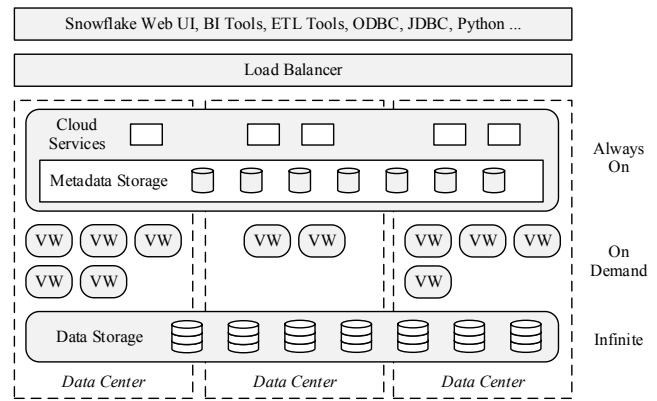 Snowflake Web UI, BI Tools, ETL Tools, ODBC, JDBC, Python ...
Load Balancer
Cloud
Services
Metadata Storage
Always
On
VW VW VW VW VW VW VW VW
VW VW VW
On
Demand
Data Storage
Infinite
Data Center Data Center Data Center